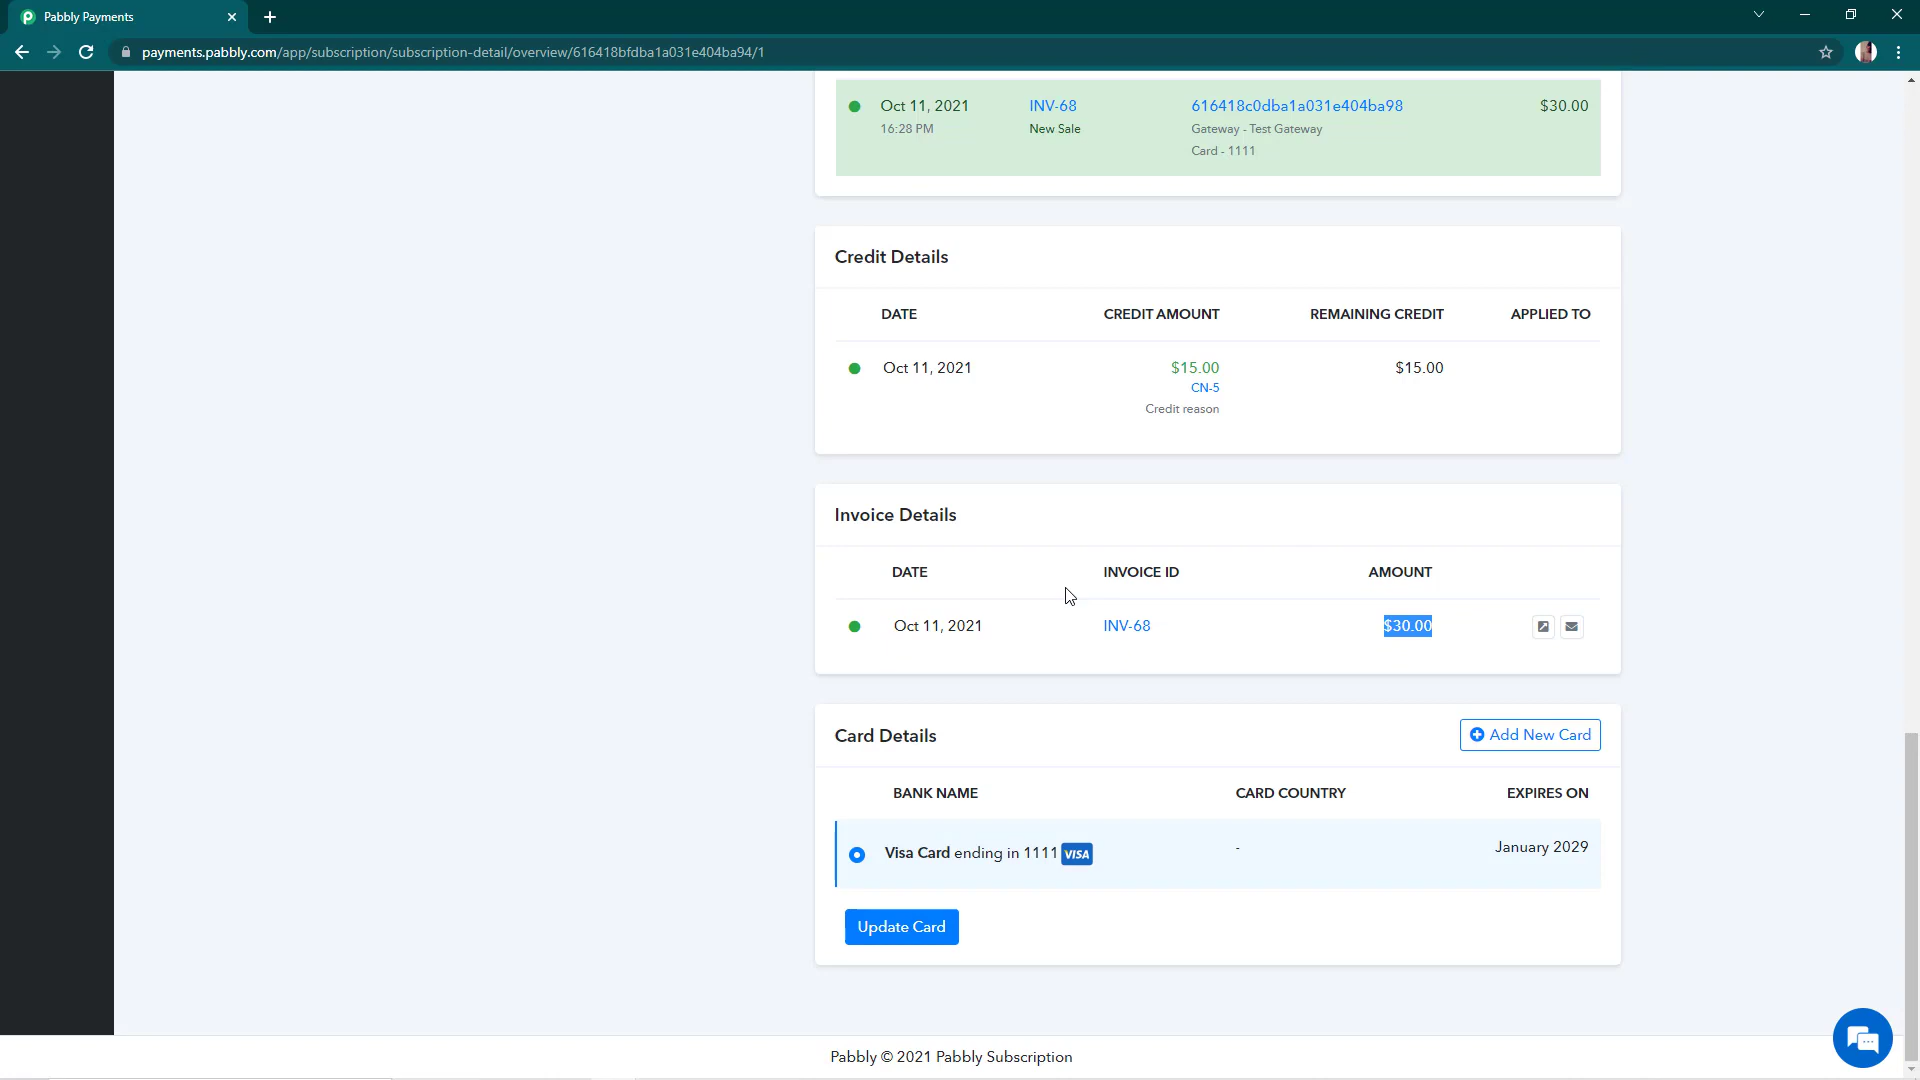 Pabbly Payments
payments.pabbly.com/app/subscription/subscription-detail/overview/616418bfdba1a031e404ba94/1
Oct 11, 2021 INV-68 616418c0dba1a031e404ba98 $30.00
16:28 PM New Sale Gateway - Test Gateway
Card - 1111
Credit Details
DATE CREDIT AMOUNT REMAINING CREDIT APPLIED TO
Oct 11, 2021 $15.00 $15.00
CN-5
Credit reason
Invoice Details
DATE INVOICE ID AMOUNT
Oct 11, 2021 INV-68 $30.00
Card Details Add New Card
BANK NAME CARD COUNTRY EXPIRES ON
Visa Card ending in 1111 VISA - January 2029
Update Card
Pabbly © 2021 Pabbly Subscription